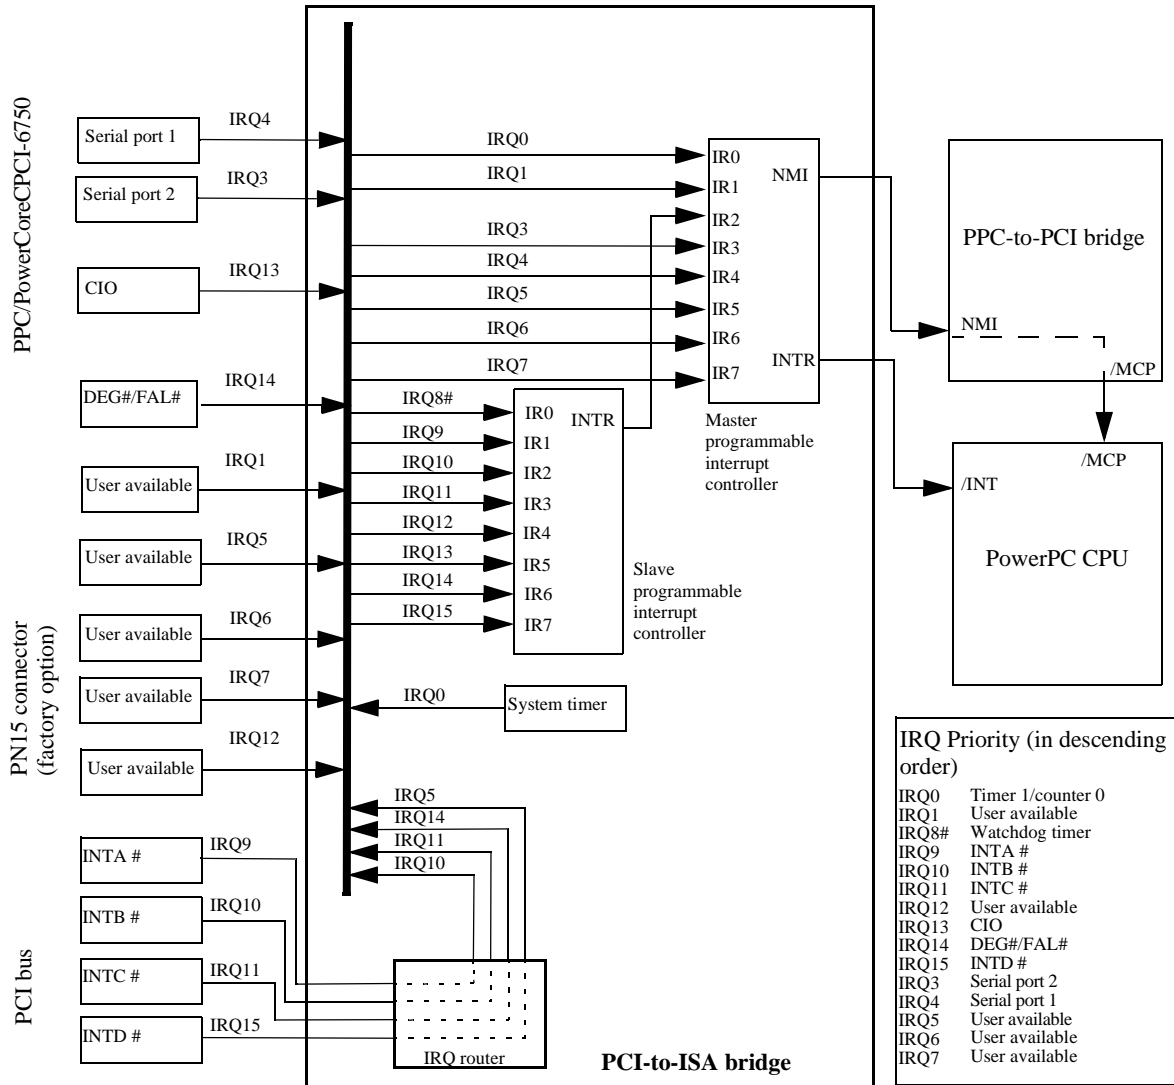 PPC/PowerCoreCPCI-6750
Serial port 1
IRQ4
Serial port 2
IRQ3
CIO
IRQ13
DEG#/FAL#
IRQ14
User available
IRQ1
User available
IRQ5
PN15 connector
(factory option)
User available
IRQ6
User available
IRQ7
User available
IRQ12
PCI bus
INTA #
IRQ9
INTB #
IRQ10
INTC #
IRQ11
INTD #
IRQ15
IRQ0
IRQ1
IRQ3
IRQ4
IRQ5
IRQ6
IRQ7
IR0
IR1
IR2
IR3
IR4
IR5
IR6
IR7
NMI
INTR
Master
programmable
interrupt
controller
IRQ8#
IRQ9
IRQ10
IRQ11
IRQ12
IRQ13
IRQ14
IRQ15
IR0
IR1
IR2
IR3
IR4
IR5
IR6
IR7
INTR
Slave
programmable
interrupt
controller
IRQ0
System timer
IRQ5
IRQ14
IRQ11
IRQ10
IRQ router
PCI-to-ISA bridge
PPC-to-PCI bridge
NMI
/MCP
/MCP
/INT
PowerPC CPU
IRQ Priority (in descending
order)
IRQ0 Timer 1/counter 0
IRQ1 User available
IRQ8# Watchdog timer
IRQ9 INTA #
IRQ10 INTB #
IRQ11 INTC #
IRQ12 User available
IRQ13 CIO
IRQ14 DEG#/FAL#
IRQ15 INTD #
IRQ3 Serial port 2
IRQ4 Serial port 1
IRQ5 User available
IRQ6 User available
IRQ7 User available